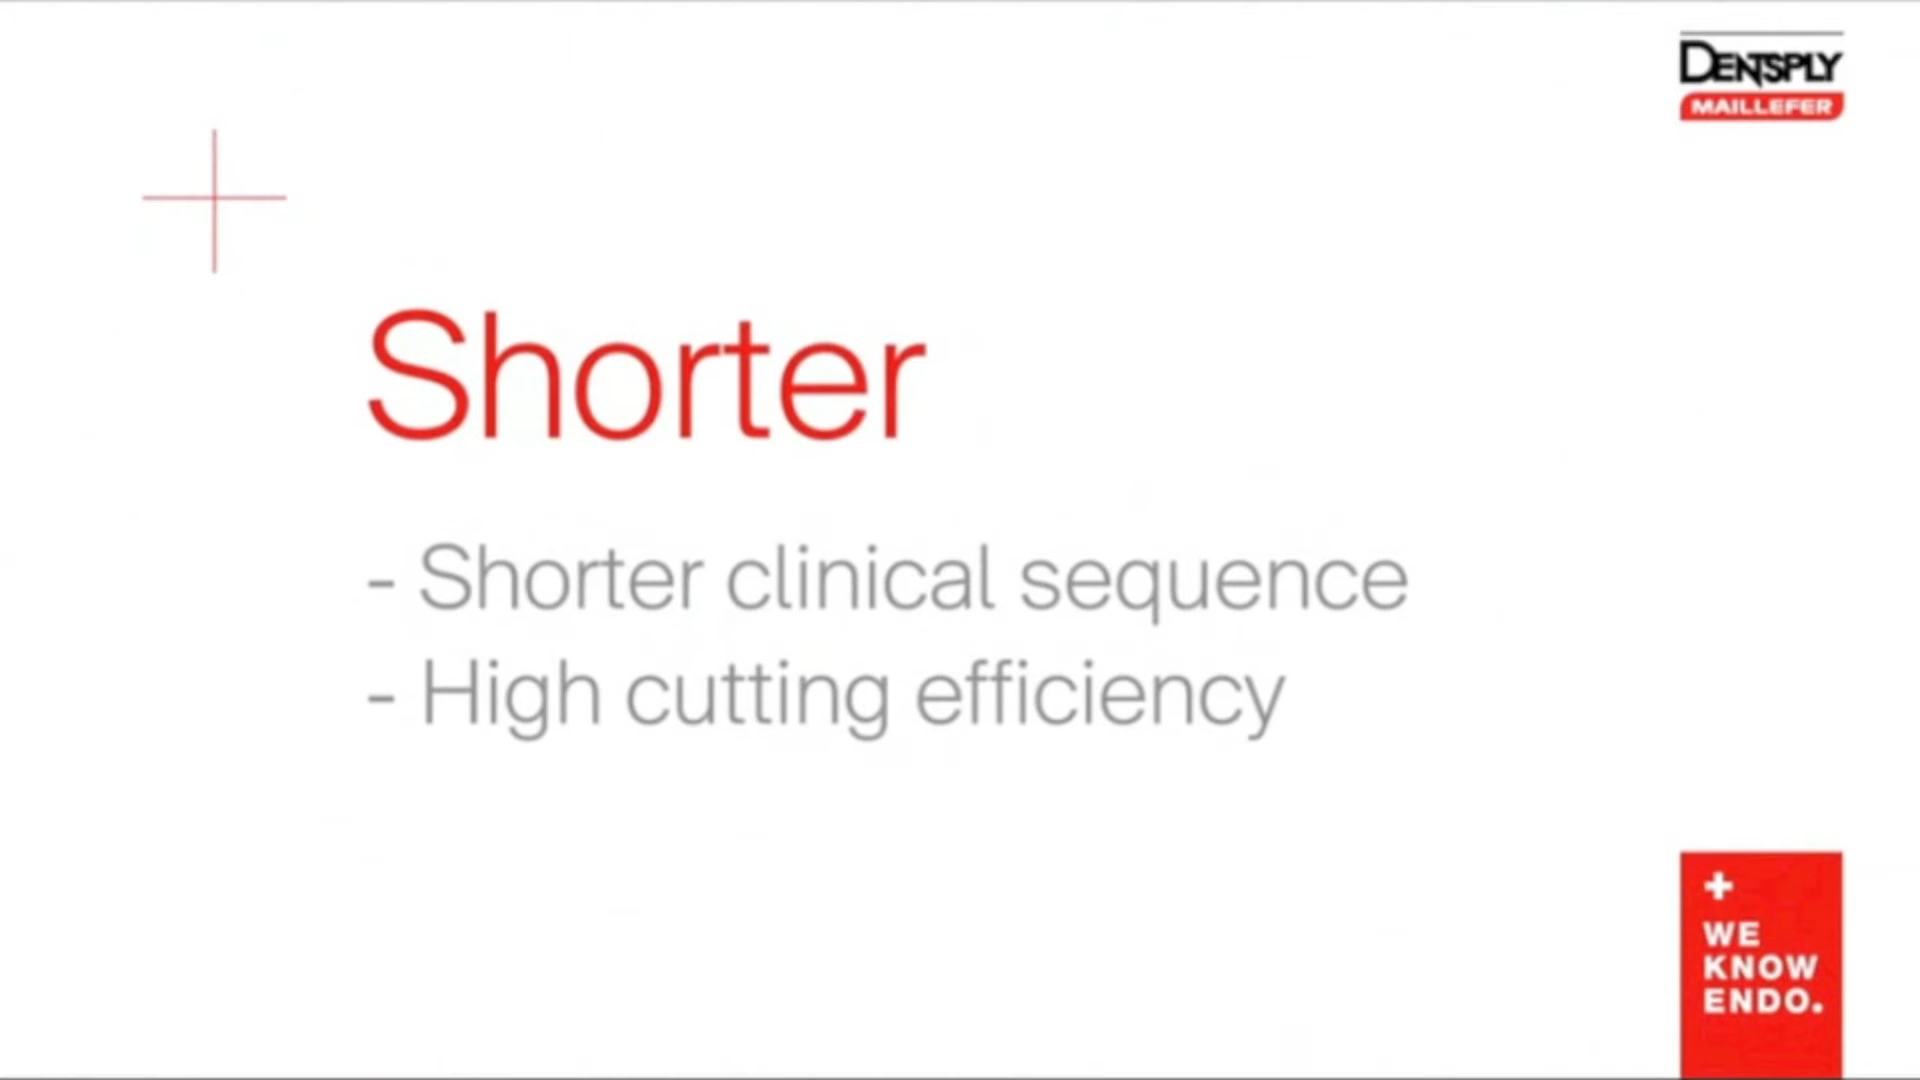 DENTSPLY
MAILLEFER
Shorter
- Shorter clinical sequence
- High cutting efficiency
+
WE
KNOW
ENDO.